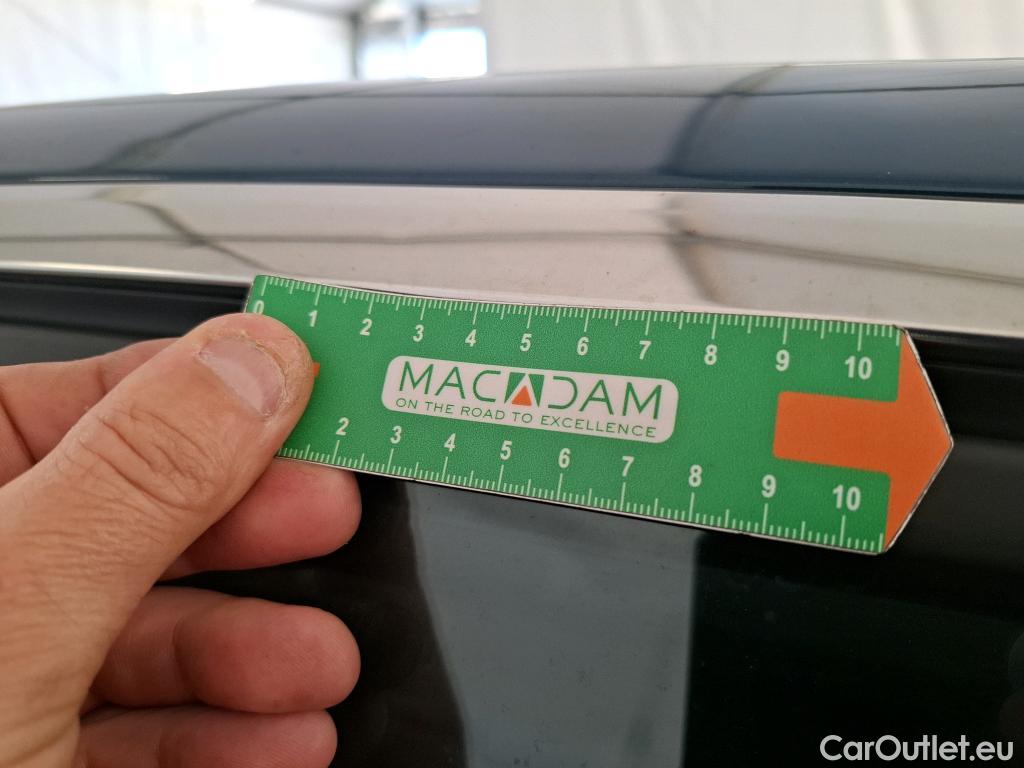 0 1 2 3 4 5 6 7 8 9 10
MACADAM
ON THE ROAD TO EXCELLENCE
2 3 4 5 6 7 8 9 10
CarOutlet.eu